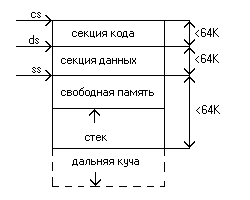 cs
секция кода
<64K
ds
секция данных
<64K
ss
свободная память
<64K
стек
дальняя куча